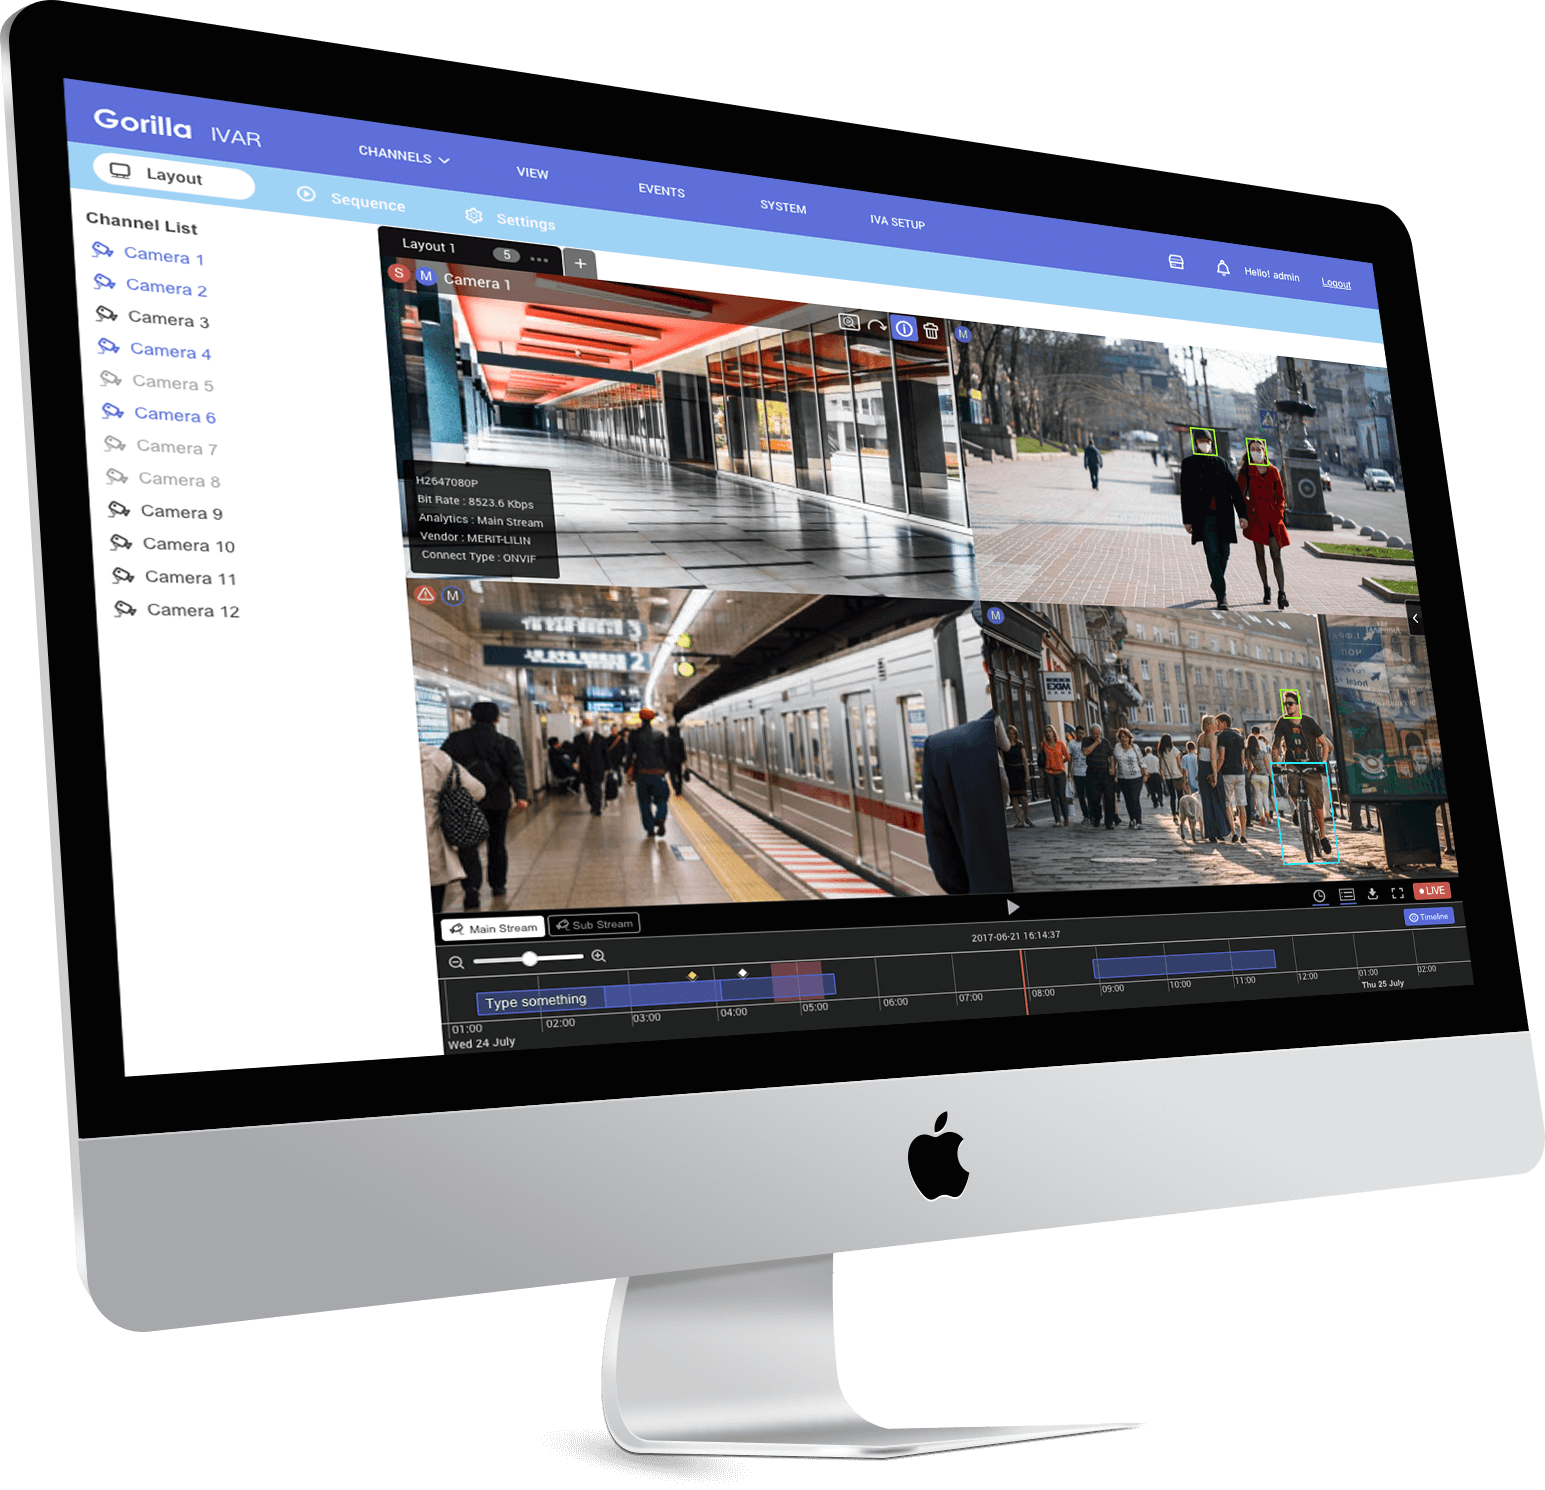 Gorilla IVAR
CHANNELS
VIEW
EVENTS
SYSTEM
IVA SETUP
Hello! admin
Logout
Layout
Sequence
Settings
Channel List
Camera 1
Camera 2
Camera 3
Camera 4
Camera 5
Camera 6
Camera 7
Camera 8
Camera 9
Camera 10
Camera 11
Camera 12
Layout 1
5
S M Camera 1
M
H2647080P
Bit Rate : 8523.6 Kbps
Analytics : Main Stream
Vendor : MERIT-LILIN
Connect Type : ONVIF
M
3
2
M
LIVE
Main Stream
Sub Stream
2017-06-21 16:14:37
Timeline
Type something
01:00
02:00
03:00
04:00
05:00
06:00
07:00
08:00
09:00
10:00
11:00
12:00
01:00
02:00
Wed 24 July
Thu 25 July